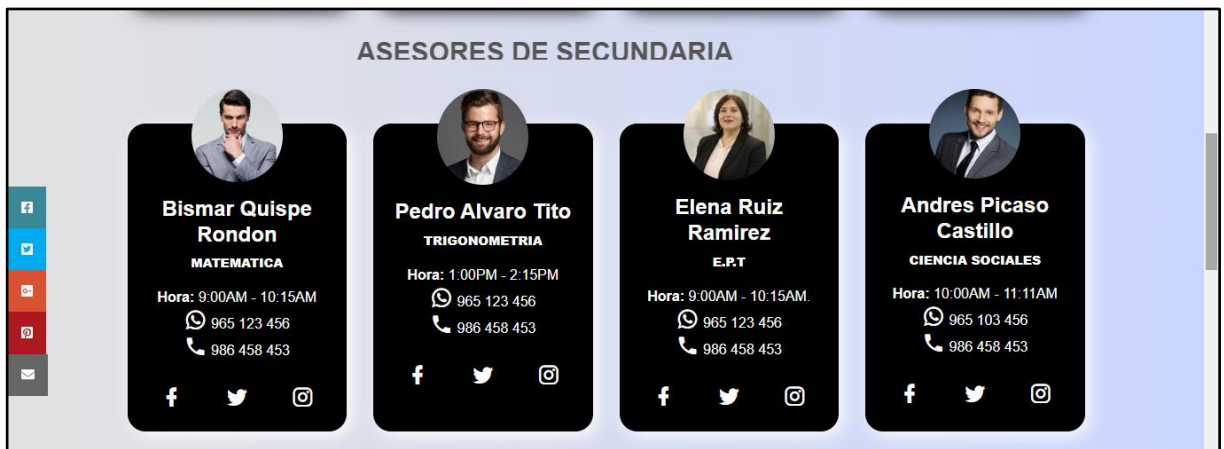 ASESORES DE SECUNDARIA
Bismar Quispe
Rondon
MATEMATICA
Hora: 9:00AM - 10:15AM
965 123 456
986 458 453
Pedro Alvaro Tito
TRIGONOMETRIA
Hora: 1:00PM - 2:15PM
965 123 456
986 458 453
Elena Ruiz
Ramirez
E.P.T
Hora: 9:00AM - 10:15AM.
965 123 456
986 458 453
Andres Picaso
Castillo
CIENCIA SOCIALES
Hora: 10:00AM - 11:11AM
965 103 456
986 458 453